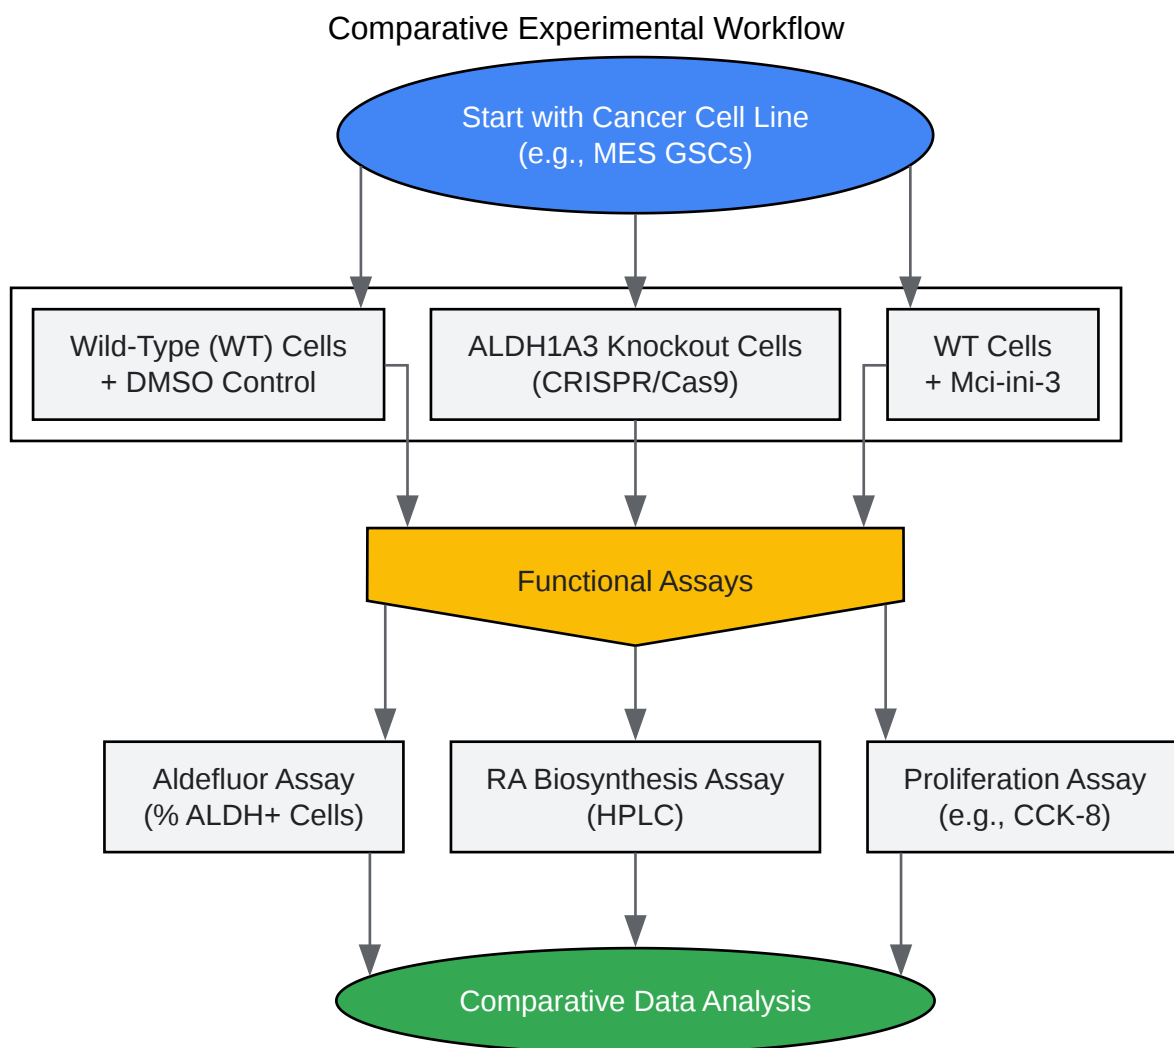 Comparative Experimental Workflow
Start with Cancer Cell Line
(e.g., MES GSCs)
Wild-Type (WT) Cells
+ DMSO Control
ALDH1A3 Knockout Cells
(CRISPR/Cas9)
WT Cells
+ Mci-ini-3
Functional Assays
Aldefluor Assay
(% ALDH+ Cells)
RA Biosynthesis Assay
(HPLC)
Proliferation Assay
(e.g., CCK-8)
Comparative Data Analysis